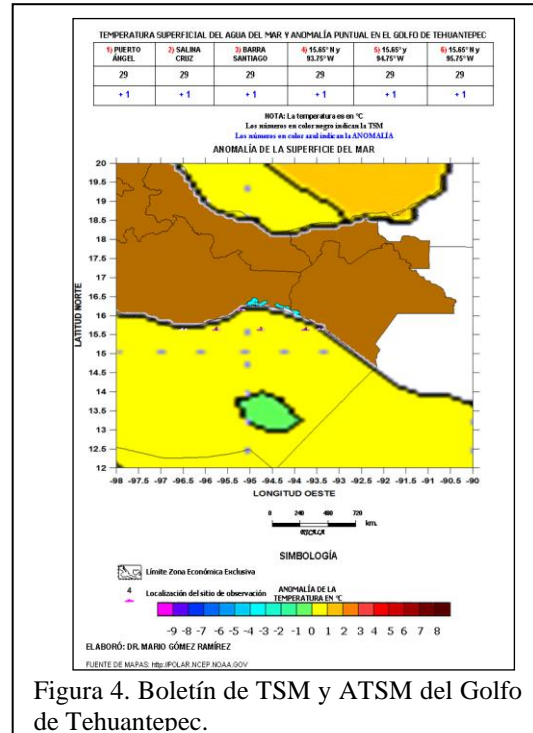 TEMPERATURA SUPERFICIAL DEL AGUA DEL MAR Y ANOMALÍA PUNTUAL EN EL GOLFO DE TEHUANTEPEC
1) PUERTO ÁNGEL 2) SALINA CRUZ 3) BARRA SANTIAGO 4) 15.65° N y 93.75° W 5) 15.65° y 94.75° W 6) 15.65° N y 95.75° W
29 29 29 29 29 29
+ 1 + 1 + 1 + 1 + 1 + 1
NOTA: La temperatura es en °C
Los números en color negro indican la TSM
Los números en color azul indican la ANOMALÍA
ANOMALÍA DE LA SUPERFICIE DEL MAR
20
19.5
19
18.5
18
17.5
17
16.5
16
15.5
15
14.5
14
13.5
13
12.5
12
LATITUD NORTE
-98 -97.5 -97 -96.5 -96 -95.5 -95 -94.5 -94 -93.5 -93 -92.5 -92 -91.5 -91 -90.5 -90
LONGITUD OESTE
0 240 480 720 km.
ESCALA
SIMBOLOGÍA
Límite Zona Económica Exclusiva
4
Localización del sitio de observación
ANOMALÍA DE LA
TEMPERATURA EN °C
-9 -8 -7 -6 -5 -4 -3 -2 -1 0 1 2 3 4 5 6 7 8
ELABORÓ: DR. MARIO GÓMEZ RAMÍREZ
FUENTE DE MAPAS: http://POLAR.NCEP.NOAA.GOV
Figura 4. Boletín de TSM y ATSM del Golfo
de Tehuantepec.